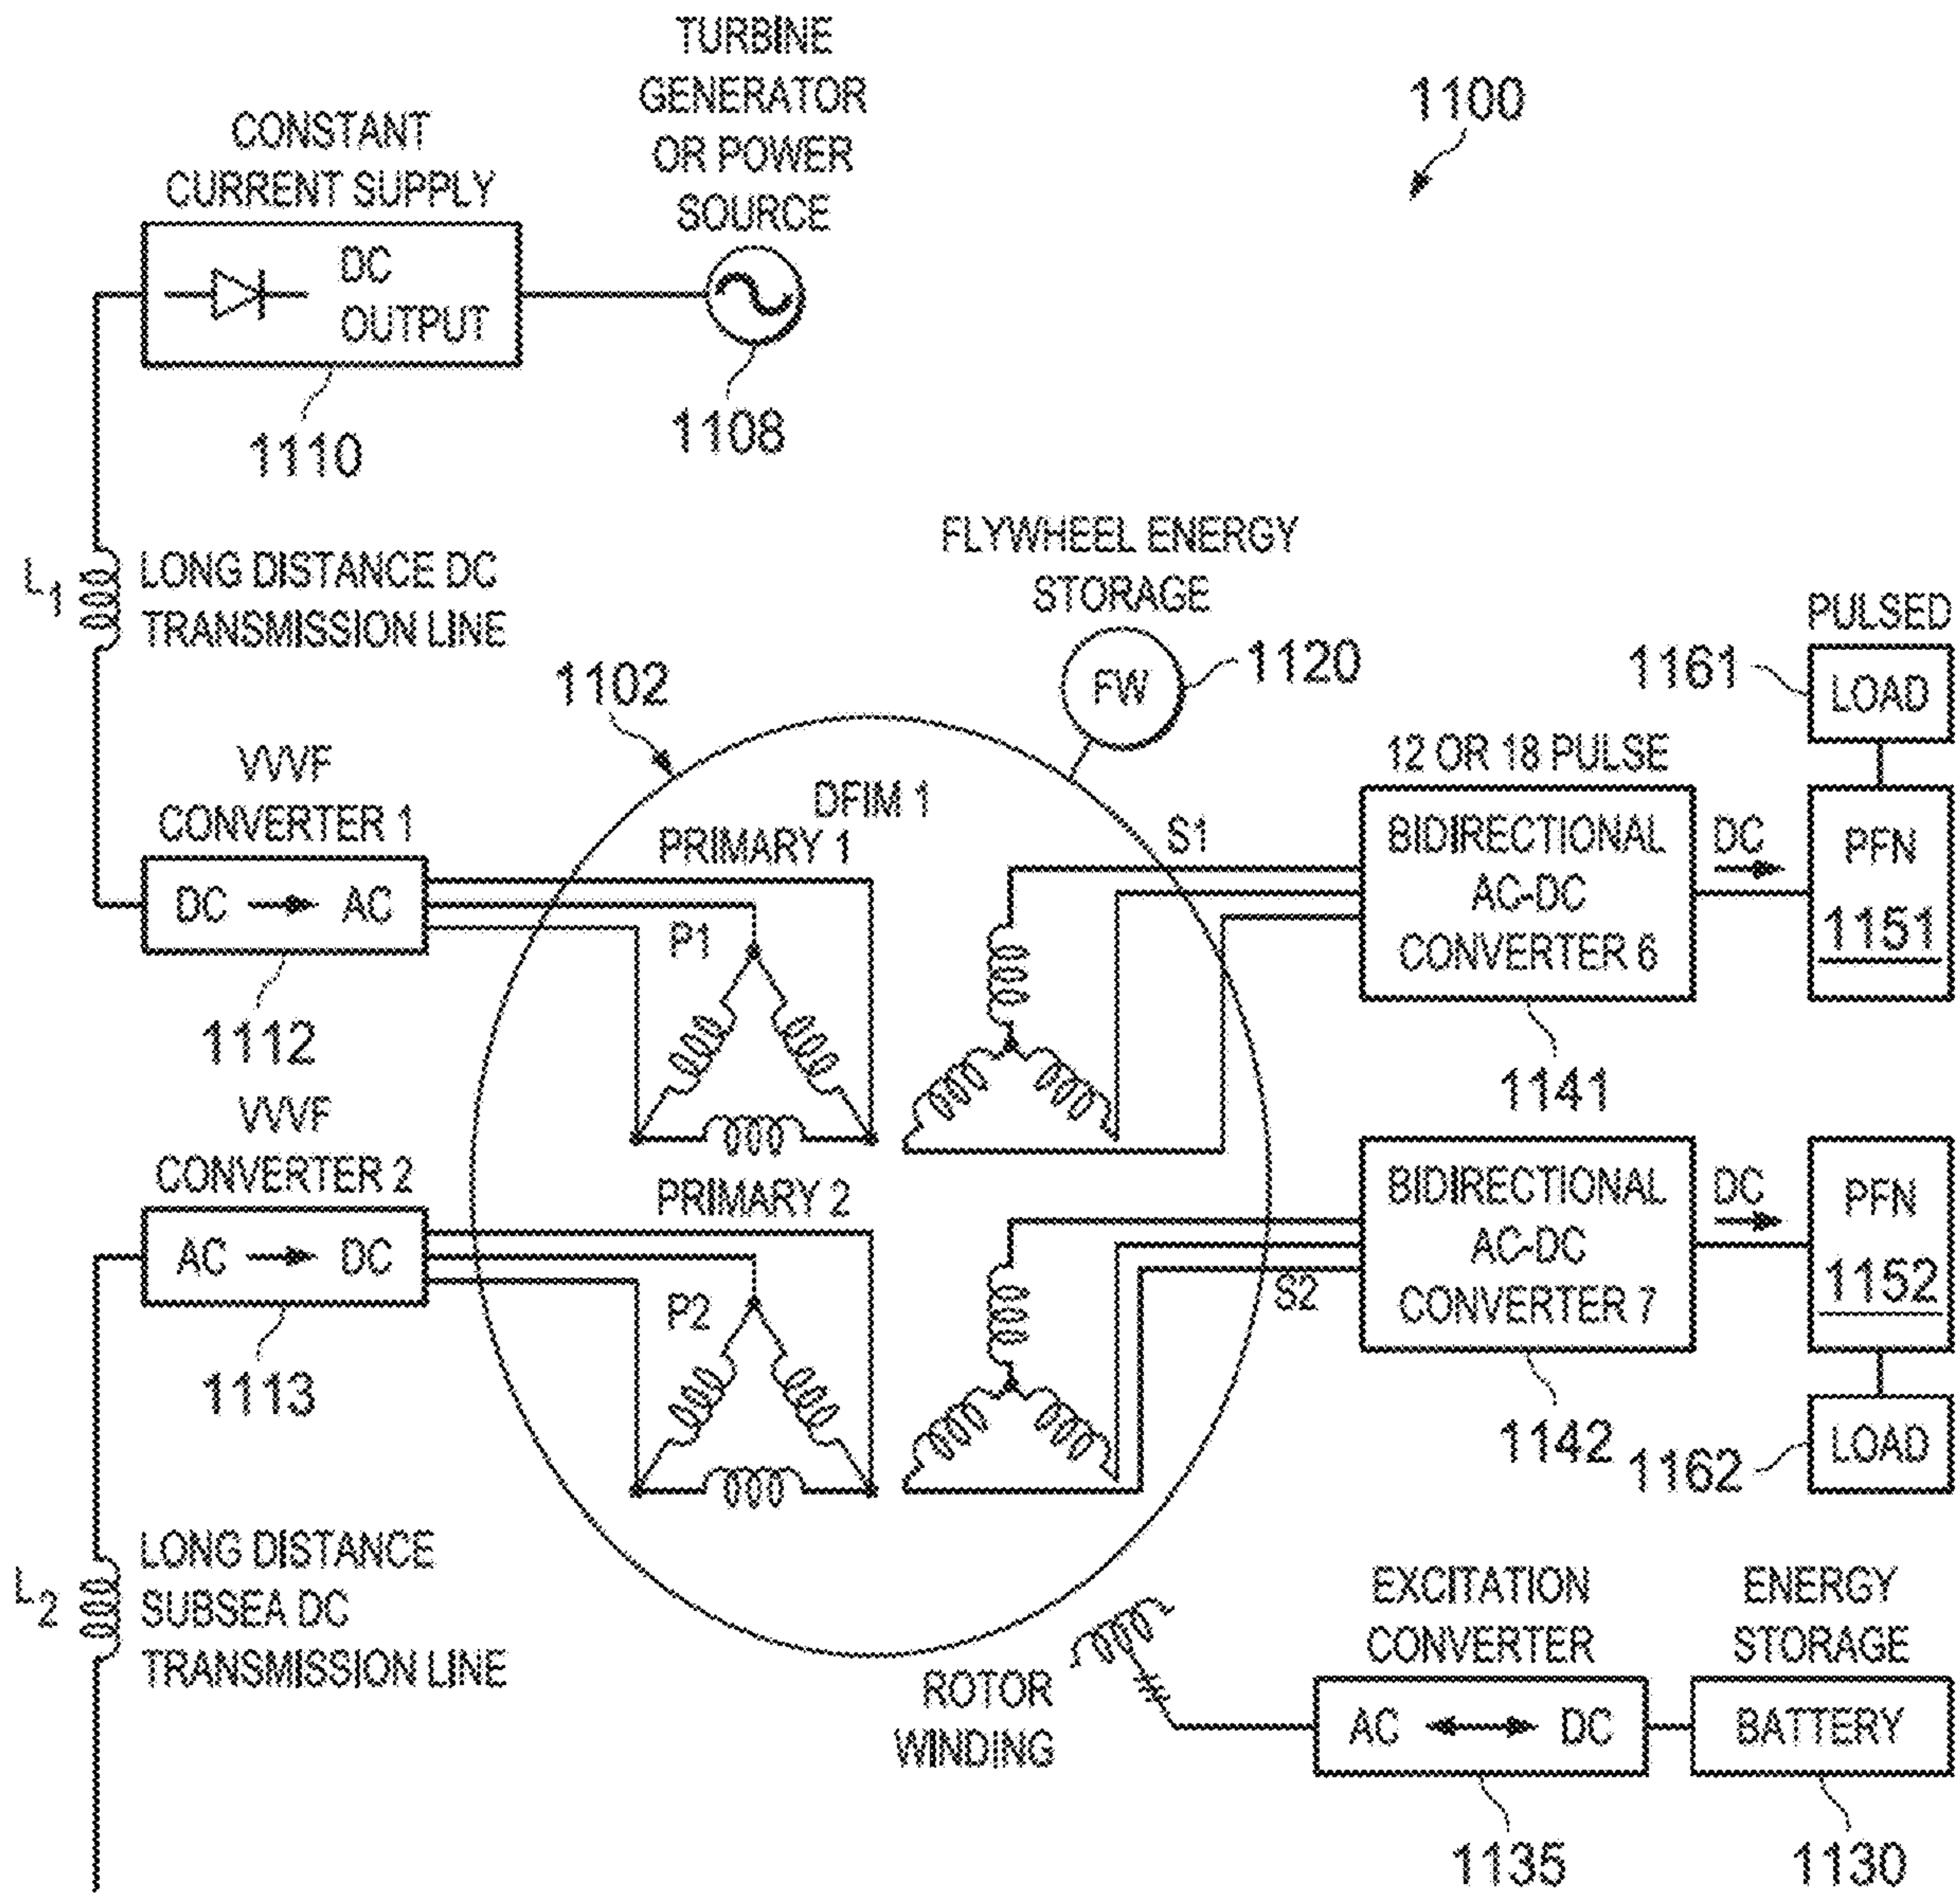 TURBINE
GENERATOR
OR POWER
SOURCE
1100
CONSTANT
CURRENT SUPPLY
DC
OUTPUT
1110
1108
L1
LONG DISTANCE DC
TRANSMISSION LINE
FLYWHEEL ENERGY
STORAGE
FW
1120
1102
PULSED
1161
LOAD
VVVF
CONVERTER 1
DC AC
1112
DFIM 1
PRIMARY 1
P1
S1
12 OR 18 PULSE
BIDIRECTIONAL
AC-DC
CONVERTER 6
1141
DC
PFN
1151
VVVF
CONVERTER 2
AC DC
1113
PRIMARY 2
P2
S2
BIDIRECTIONAL
AC-DC
CONVERTER 7
1142
DC
PFN
1152
1162
LOAD
L2
LONG DISTANCE
SUBSEA DC
TRANSMISSION LINE
ROTOR
WINDING
EXCITATION
CONVERTER
AC DC
1135
ENERGY
STORAGE
BATTERY
1130